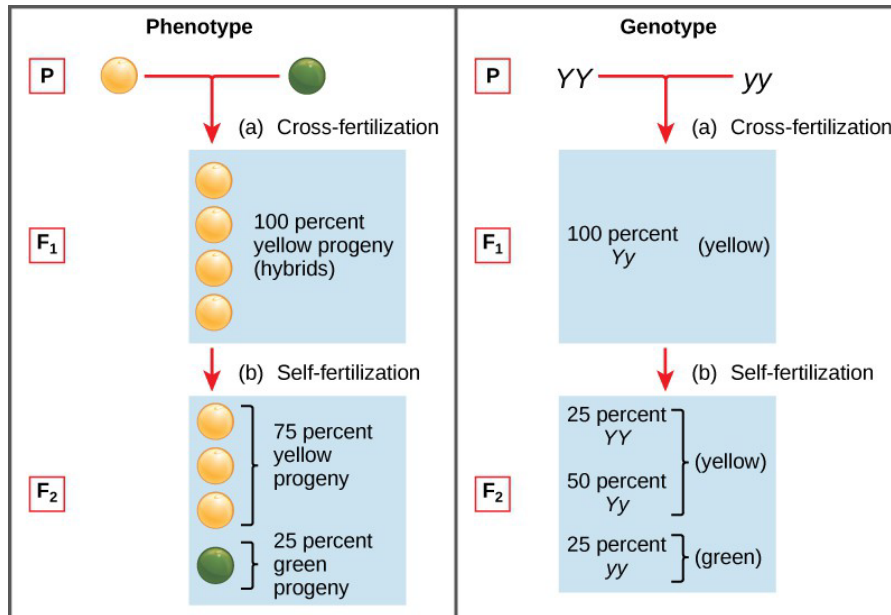 Phenotype
P
(a) Cross-fertilization
F₁
100 percent
yellow progeny
(hybrids)
(b) Self-fertilization
F₂
75 percent
yellow
progeny
25 percent
green
progeny
Genotype
P
YY
yy
(a) Cross-fertilization
F₁
100 percent
Yy
(yellow)
(b) Self-fertilization
F₂
25 percent
YY
50 percent
Yy
(yellow)
25 percent
yy
(green)